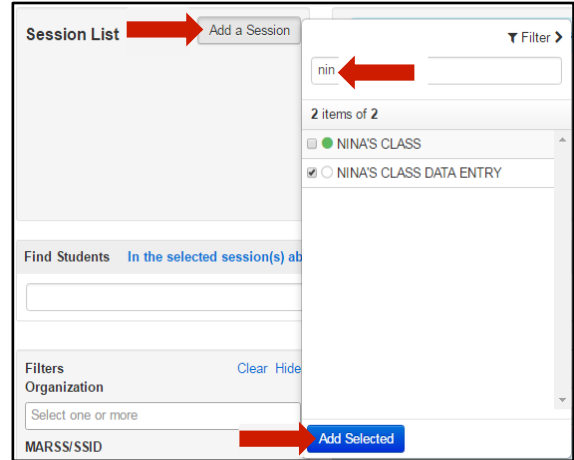 Session List
Add a Session
Filter
nin
2 items of 2
NINA'S CLASS
NINA'S CLASS DATA ENTRY
Find Students In the selected session(s) ab
Filters Clear Hide
Organization
Select one or more
MARSS/SSID
Add Selected